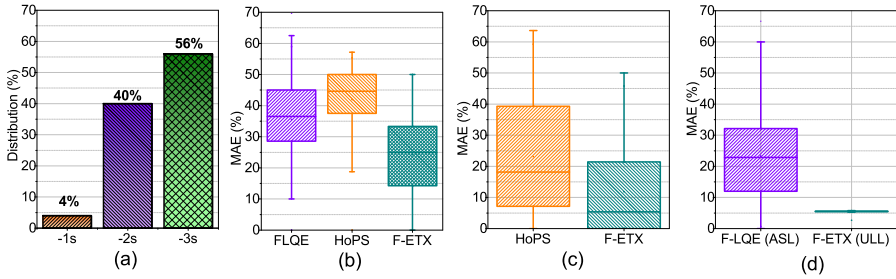 70
60
50
40
30
20
10
0
Distribution (%)
4%
40%
56%
-1s -2s -3s
(a)
70
60
50
40
30
20
10
0
MAE (%)
FLQE HoPS F-ETX
(b)
70
60
50
40
30
20
10
0
MAE (%)
HoPS F-ETX
(c)
70
60
50
40
30
20
10
0
MAE (%)
F-LQE (ASL) F-ETX (ULL)
(d)